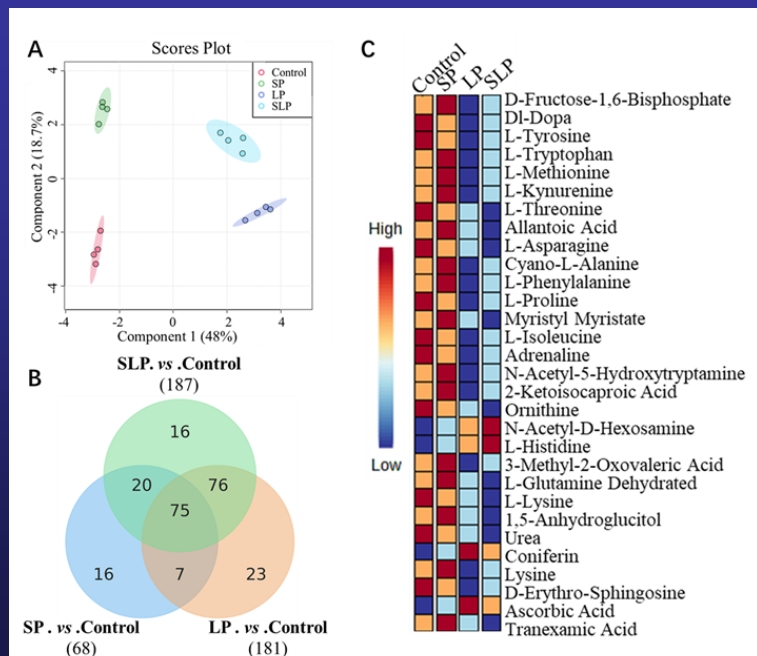 A
Scores Plot
Control
SP
LP
SLP
4
2
0
-2
-4
Component 2 (18.7%)
-4
-2
0
2
4
Component 1 (48%)
B
SLP. vs .Control
(187)
16
20
76
75
16
7
23
SP . vs .Control
(68)
LP . vs .Control
(181)
C
Control
SP
LP
SLP
High
Low
D-Fructose-1,6-Bisphosphate
Dl-Dopa
L-Tyrosine
L-Tryptophan
L-Methionine
L-Kynurenine
L-Threonine
Allantoic Acid
L-Asparagine
Cyano-L-Alanine
L-Phenylalanine
L-Proline
Myristyl Myristate
L-Isoleucine
Adrenaline
N-Acetyl-5-Hydroxytryptamine
2-Ketoisocaproic Acid
Ornithine
N-Acetyl-D-Hexosamine
L-Histidine
3-Methyl-2-Oxovaleric Acid
L-Glutamine Dehydrated
L-Lysine
1,5-Anhydroglucitol
Urea
Coniferin
Lysine
D-Erythro-Sphingosine
Ascorbic Acid
Tranexamic Acid